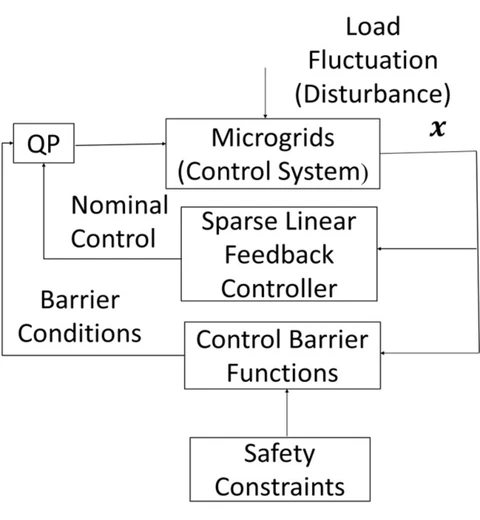 Load
Fluctuation
(Disturbance)
x
QP
Microgrids
(Control System)
Nominal
Control
Sparse Linear
Feedback
Controller
Barrier
Conditions
Control Barrier
Functions
Safety
Constraints